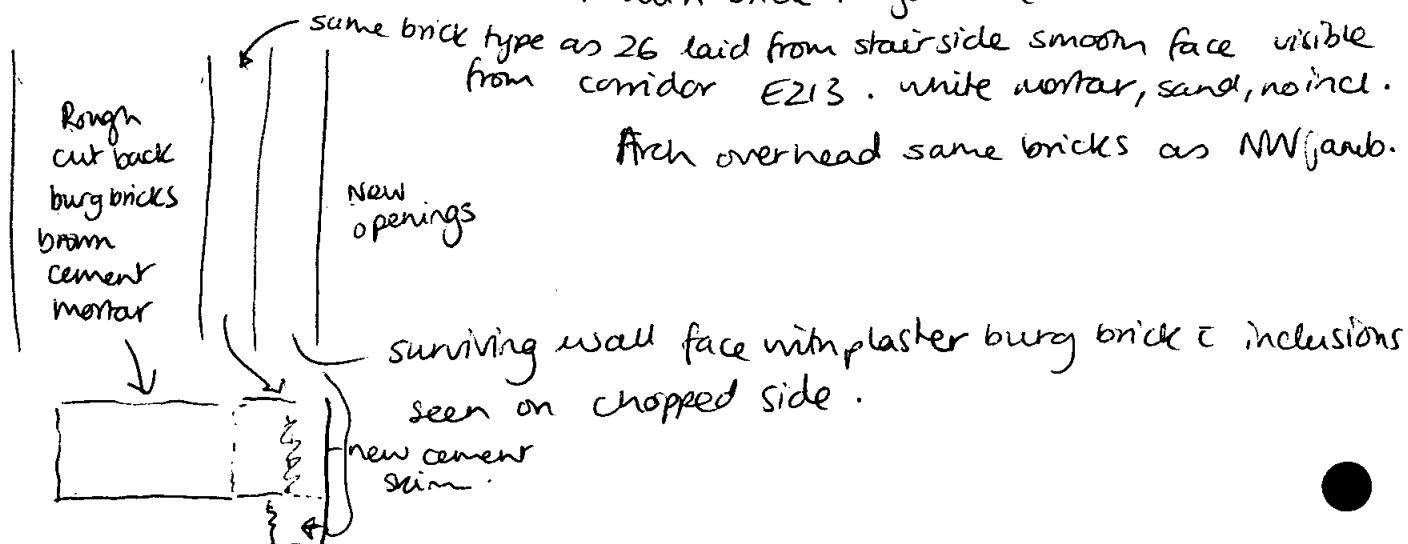 same brick type as 26 laid from stairside smooth face visible
from corridor E213. white mortar, sand, no incl.
Arch overhead same bricks as NW jamb.
Rough
cut back
burg bricks
brown
cement
mortar
New
openings
surviving wall face with plaster burg brick c̄ inclusions
seen on chopped side.
new cement
skim.